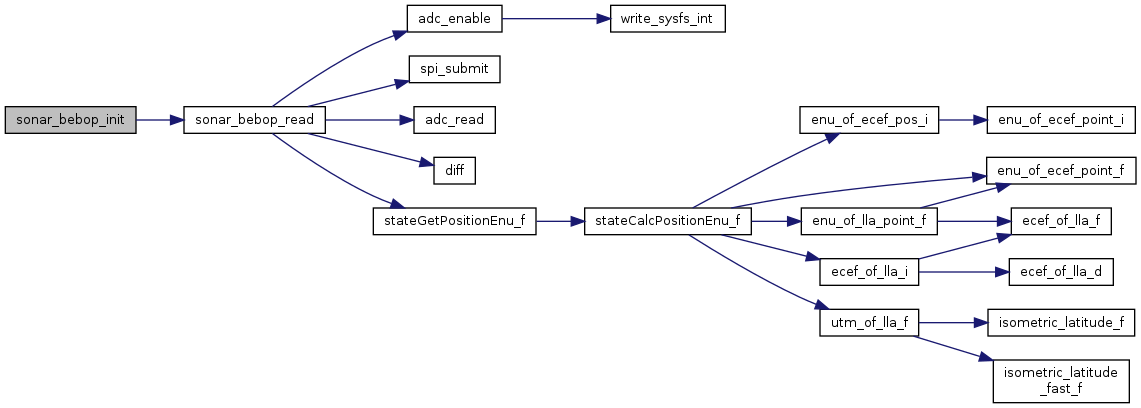 sonar_bebop_init
sonar_bebop_read
adc_enable
write_sysfs_int
spi_submit
adc_read
diff
stateGetPositionEnu_f
stateCalcPositionEnu_f
enu_of_ecef_pos_i
enu_of_ecef_point_i
enu_of_ecef_point_f
enu_of_lla_point_f
ecef_of_lla_f
ecef_of_lla_i
ecef_of_lla_d
utm_of_lla_f
isometric_latitude_f
isometric_latitude
_fast_f